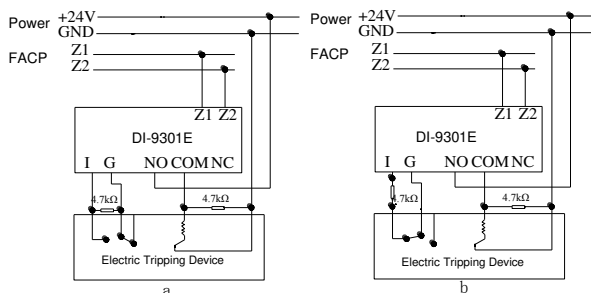 Power +24V
GND
FACP Z1
Z2
Z1 Z2
DI-9301E
I G NO COM NC
4.7kΩ 4.7kΩ
Electric Tripping Device
a
Power +24V
GND
FACP Z1
Z2
Z1 Z2
DI-9301E
I G NO COM NC
4.7kΩ 4.7kΩ
Electric Tripping Device
b